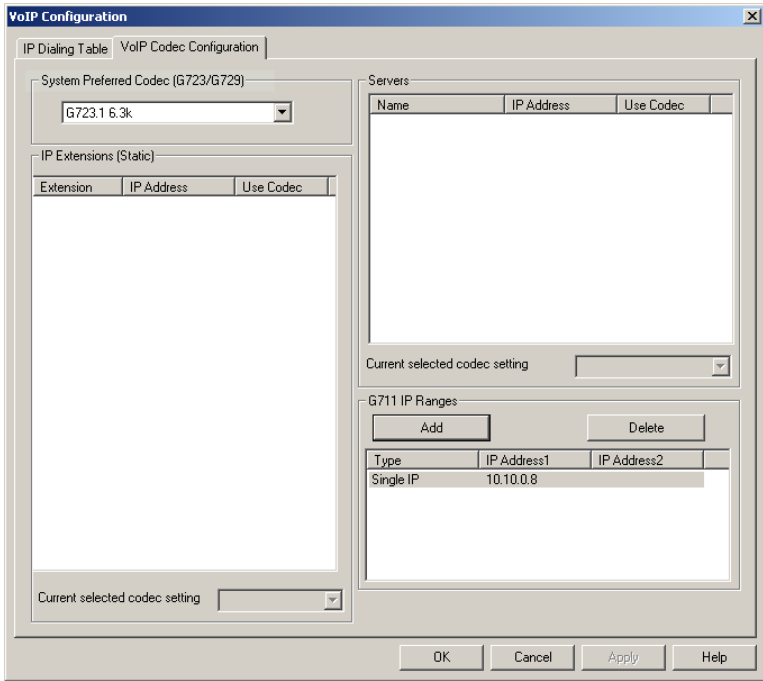 VoIP Configuration
IP Dialing Table
VoIP Codec Configuration
System Preferred Codec (G723/G729)
G723.1 6.3k
IP Extensions (Static)
Extension IP Address Use Codec
Current selected codec setting
Servers
Name IP Address Use Codec
Current selected codec setting
G711 IP Ranges
Add Delete
Type IP Address1 IP Address2
Single IP 10.10.0.8
OK Cancel Apply Help